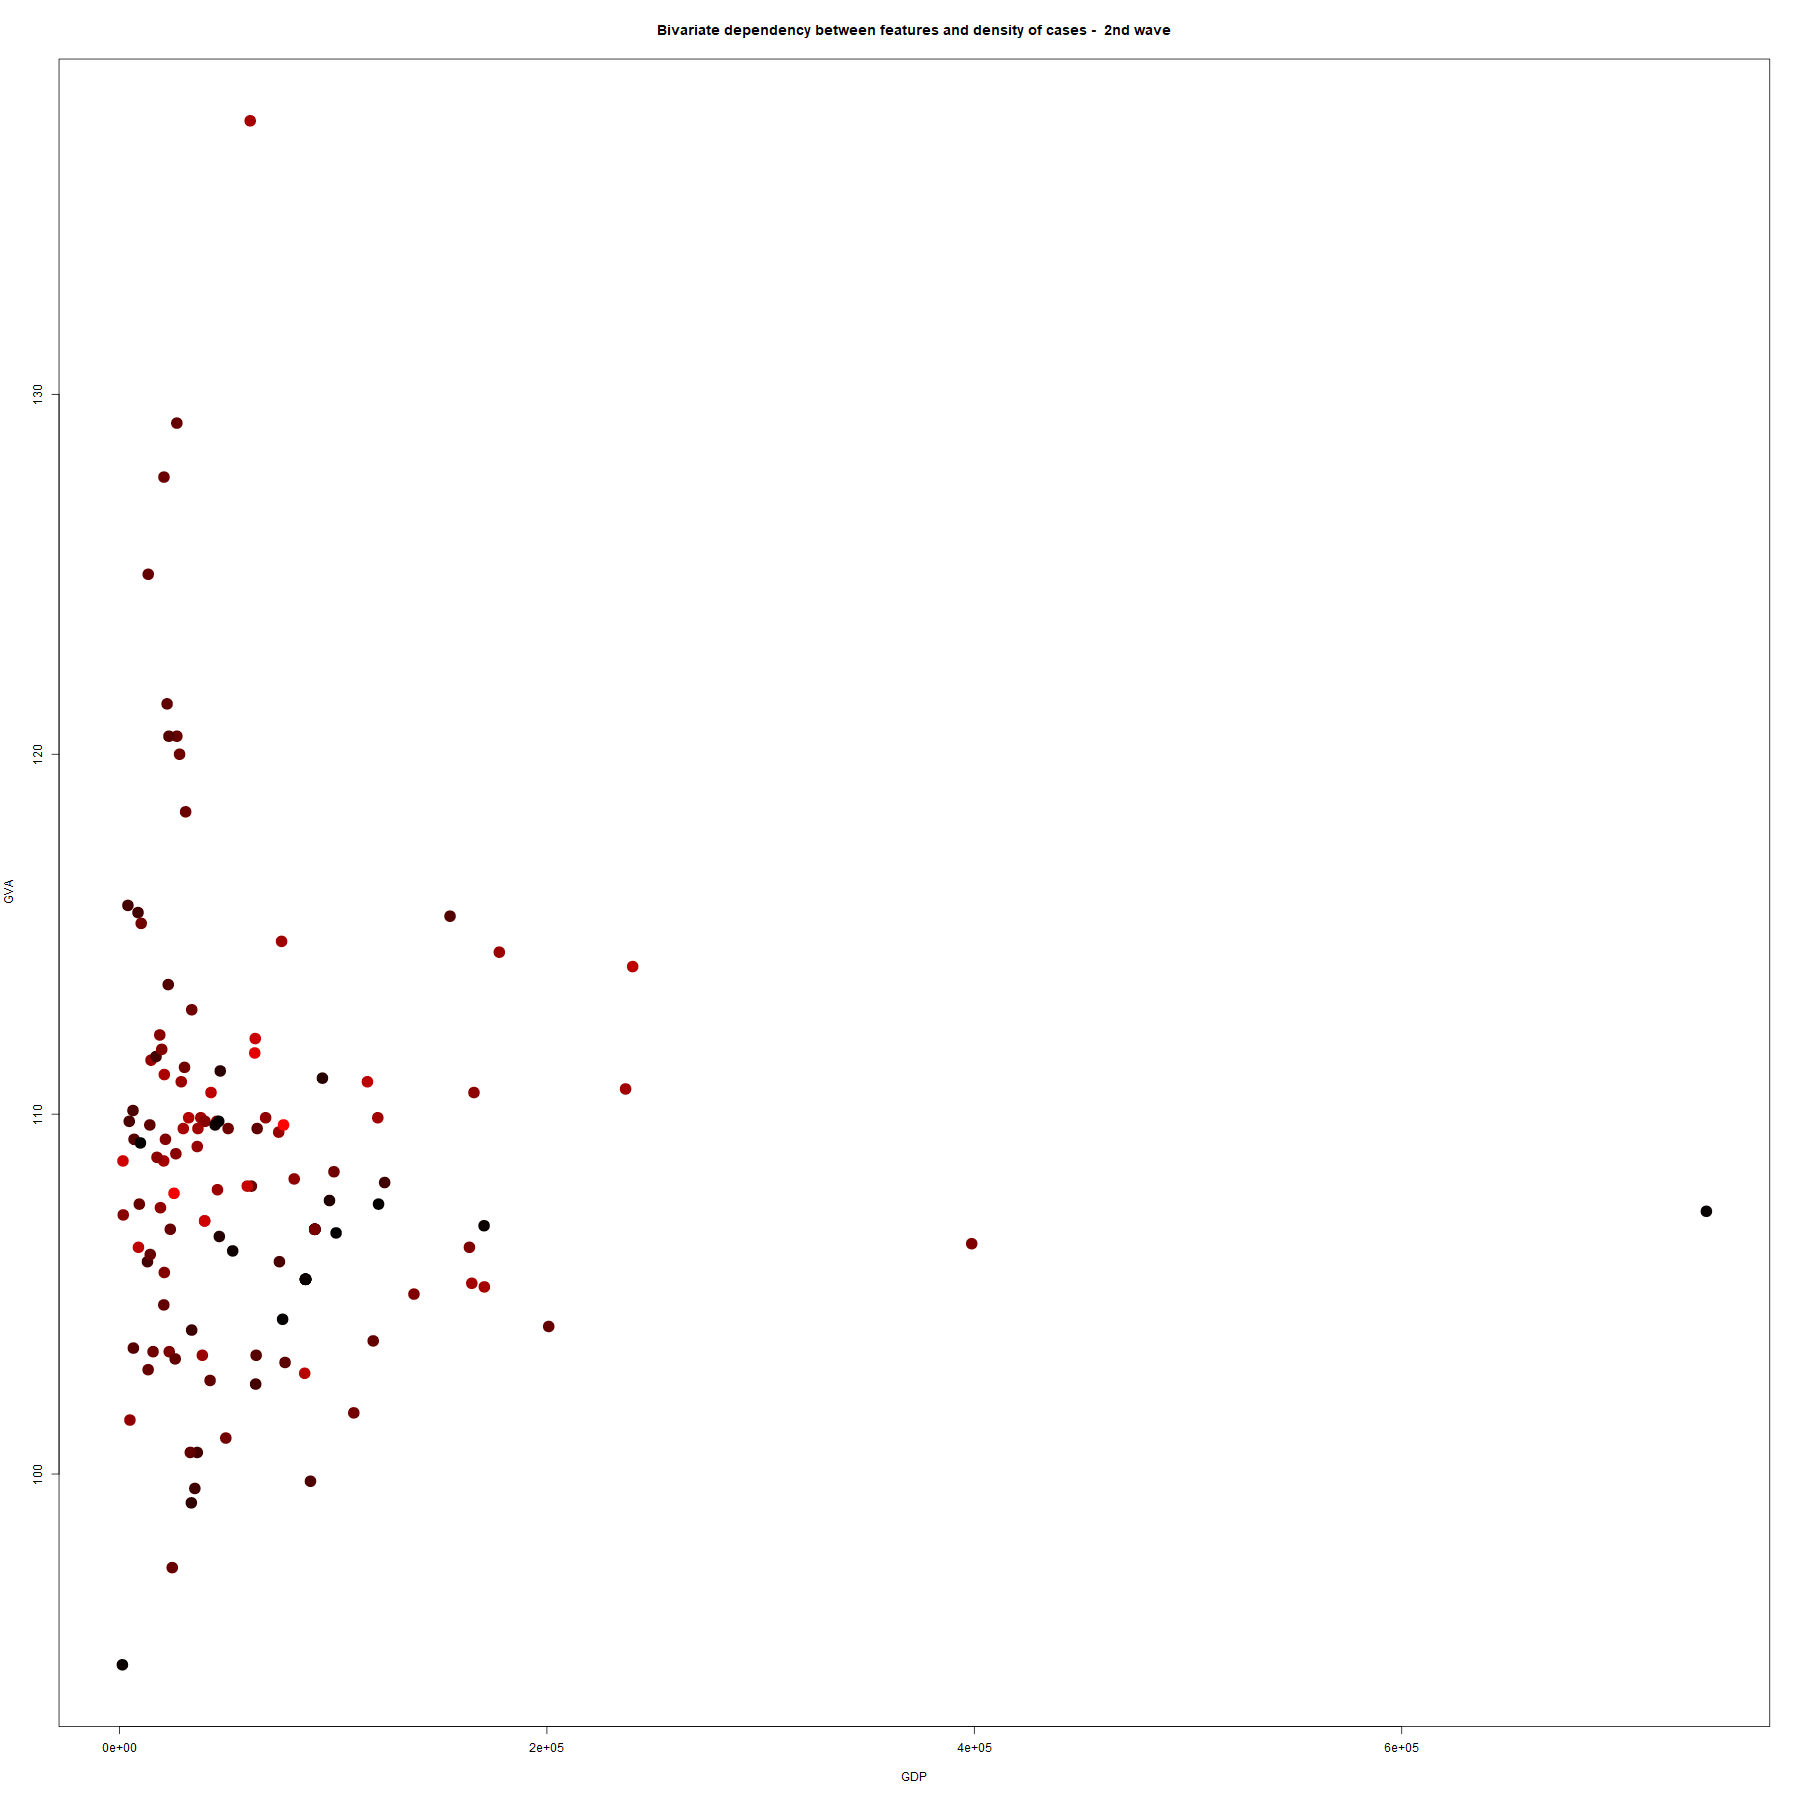 Bivariate dependency between features and density of cases -  2nd wave
130
120
GVA
110
100
0e+00
2e+05
4e+05
6e+05
GDP